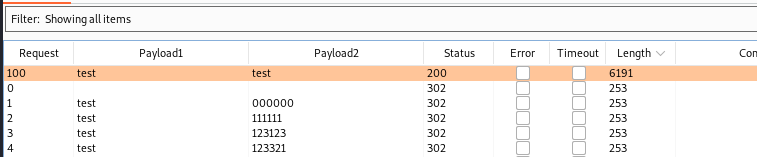 Filter: Showing all items
Request Payload1 Payload2 Status Error Timeout Length Con
100 test test 200 6191
0 302 253
1 test 000000 302 253
2 test 111111 302 253
3 test 123123 302 253
4 test 123321 302 253